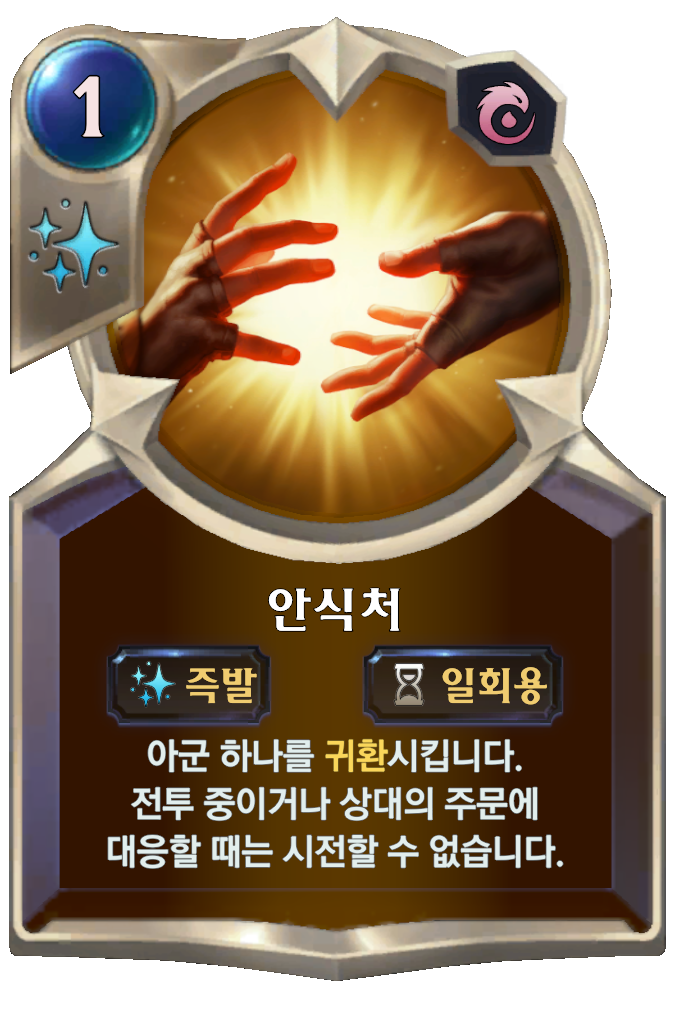 1
안식처
즉발 일회용
아군 하나를 귀환시킵니다.
전투 중이거나 상대의 주문에
대응할 때는 시전할 수 없습니다.